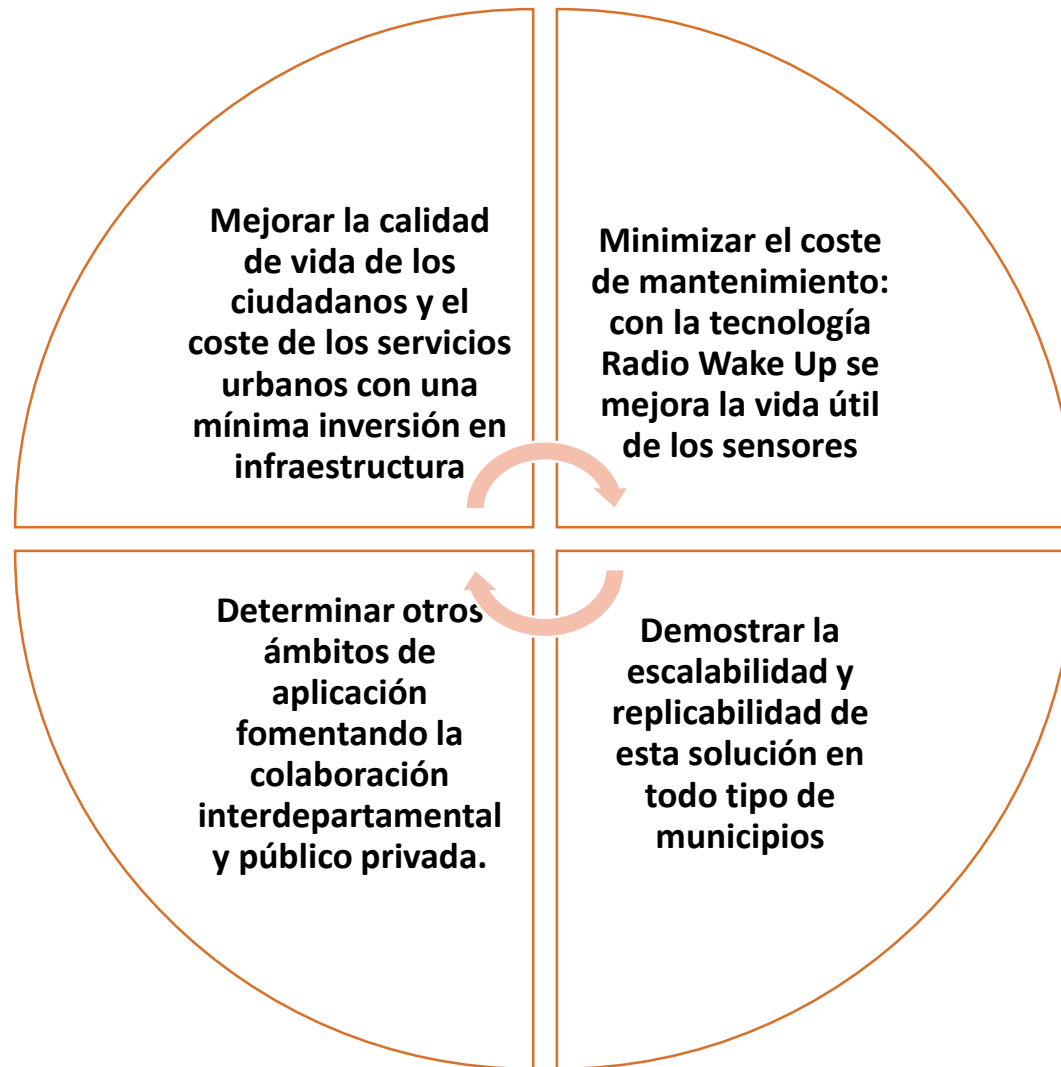 Mejorar la calidad
de vida de los
ciudadanos y el
coste de los servicios
urbanos con una
mínima inversión en
infraestructura
Minimizar el coste
de mantenimiento:
con la tecnología
Radio Wake Up se
mejora la vida útil
de los sensores
Determinar otros
ámbitos de
aplicación
fomentando la
colaboración
interdepartamental
y público privada.
Demostrar la
escalabilidad y
replicabilidad de
esta solución en
todo tipo de
municipios